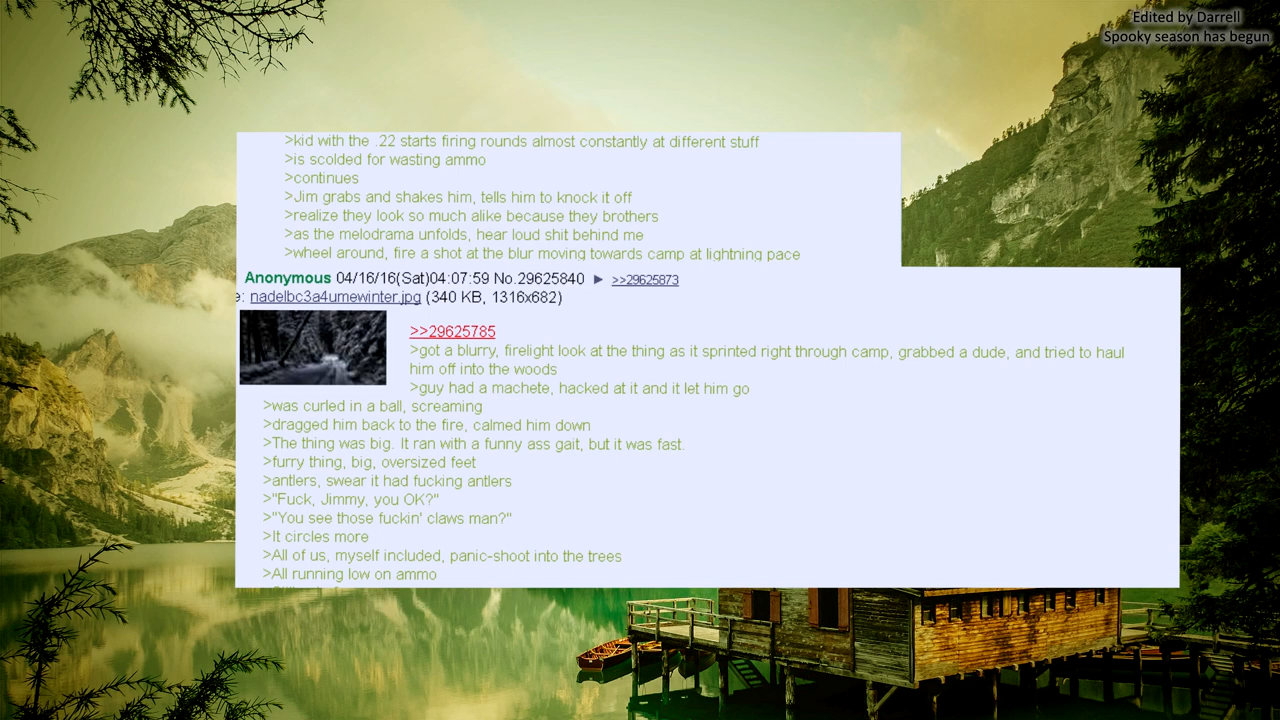 Edited by Darrell
Spooky season has begun
>kid with the .22 starts firing rounds almost constantly at different stuff
>is scolded for wasting ammo
>continues
>Jim grabs and shakes him, tells him to knock it off
>realize they look so much alike because they brothers
>as the melodrama unfolds, hear loud shit behind me
>wheel around, fire a shot at the blur moving towards camp at lightning pace
Anonymous 04/16/16(Sat)04:07:59 No.29625840 ► >>29625873
e: nadelbc3a4umewinter.jpg (340 KB, 1316x682)
>>29625785
>got a blurry, firelight look at the thing as it sprinted right through camp, grabbed a dude, and tried to haul
him off into the woods
>guy had a machete, hacked at it and it let him go
>was curled in a ball, screaming
>dragged him back to the fire, calmed him down
>The thing was big. It ran with a funny ass gait, but it was fast.
>furry thing, big, oversized feet
>antlers, swear it had fucking antlers
>"Fuck, Jimmy, you OK?"
>"You see those fuckin' claws man?"
>It circles more
>All of us, myself included, panic-shoot into the trees
>All running low on ammo